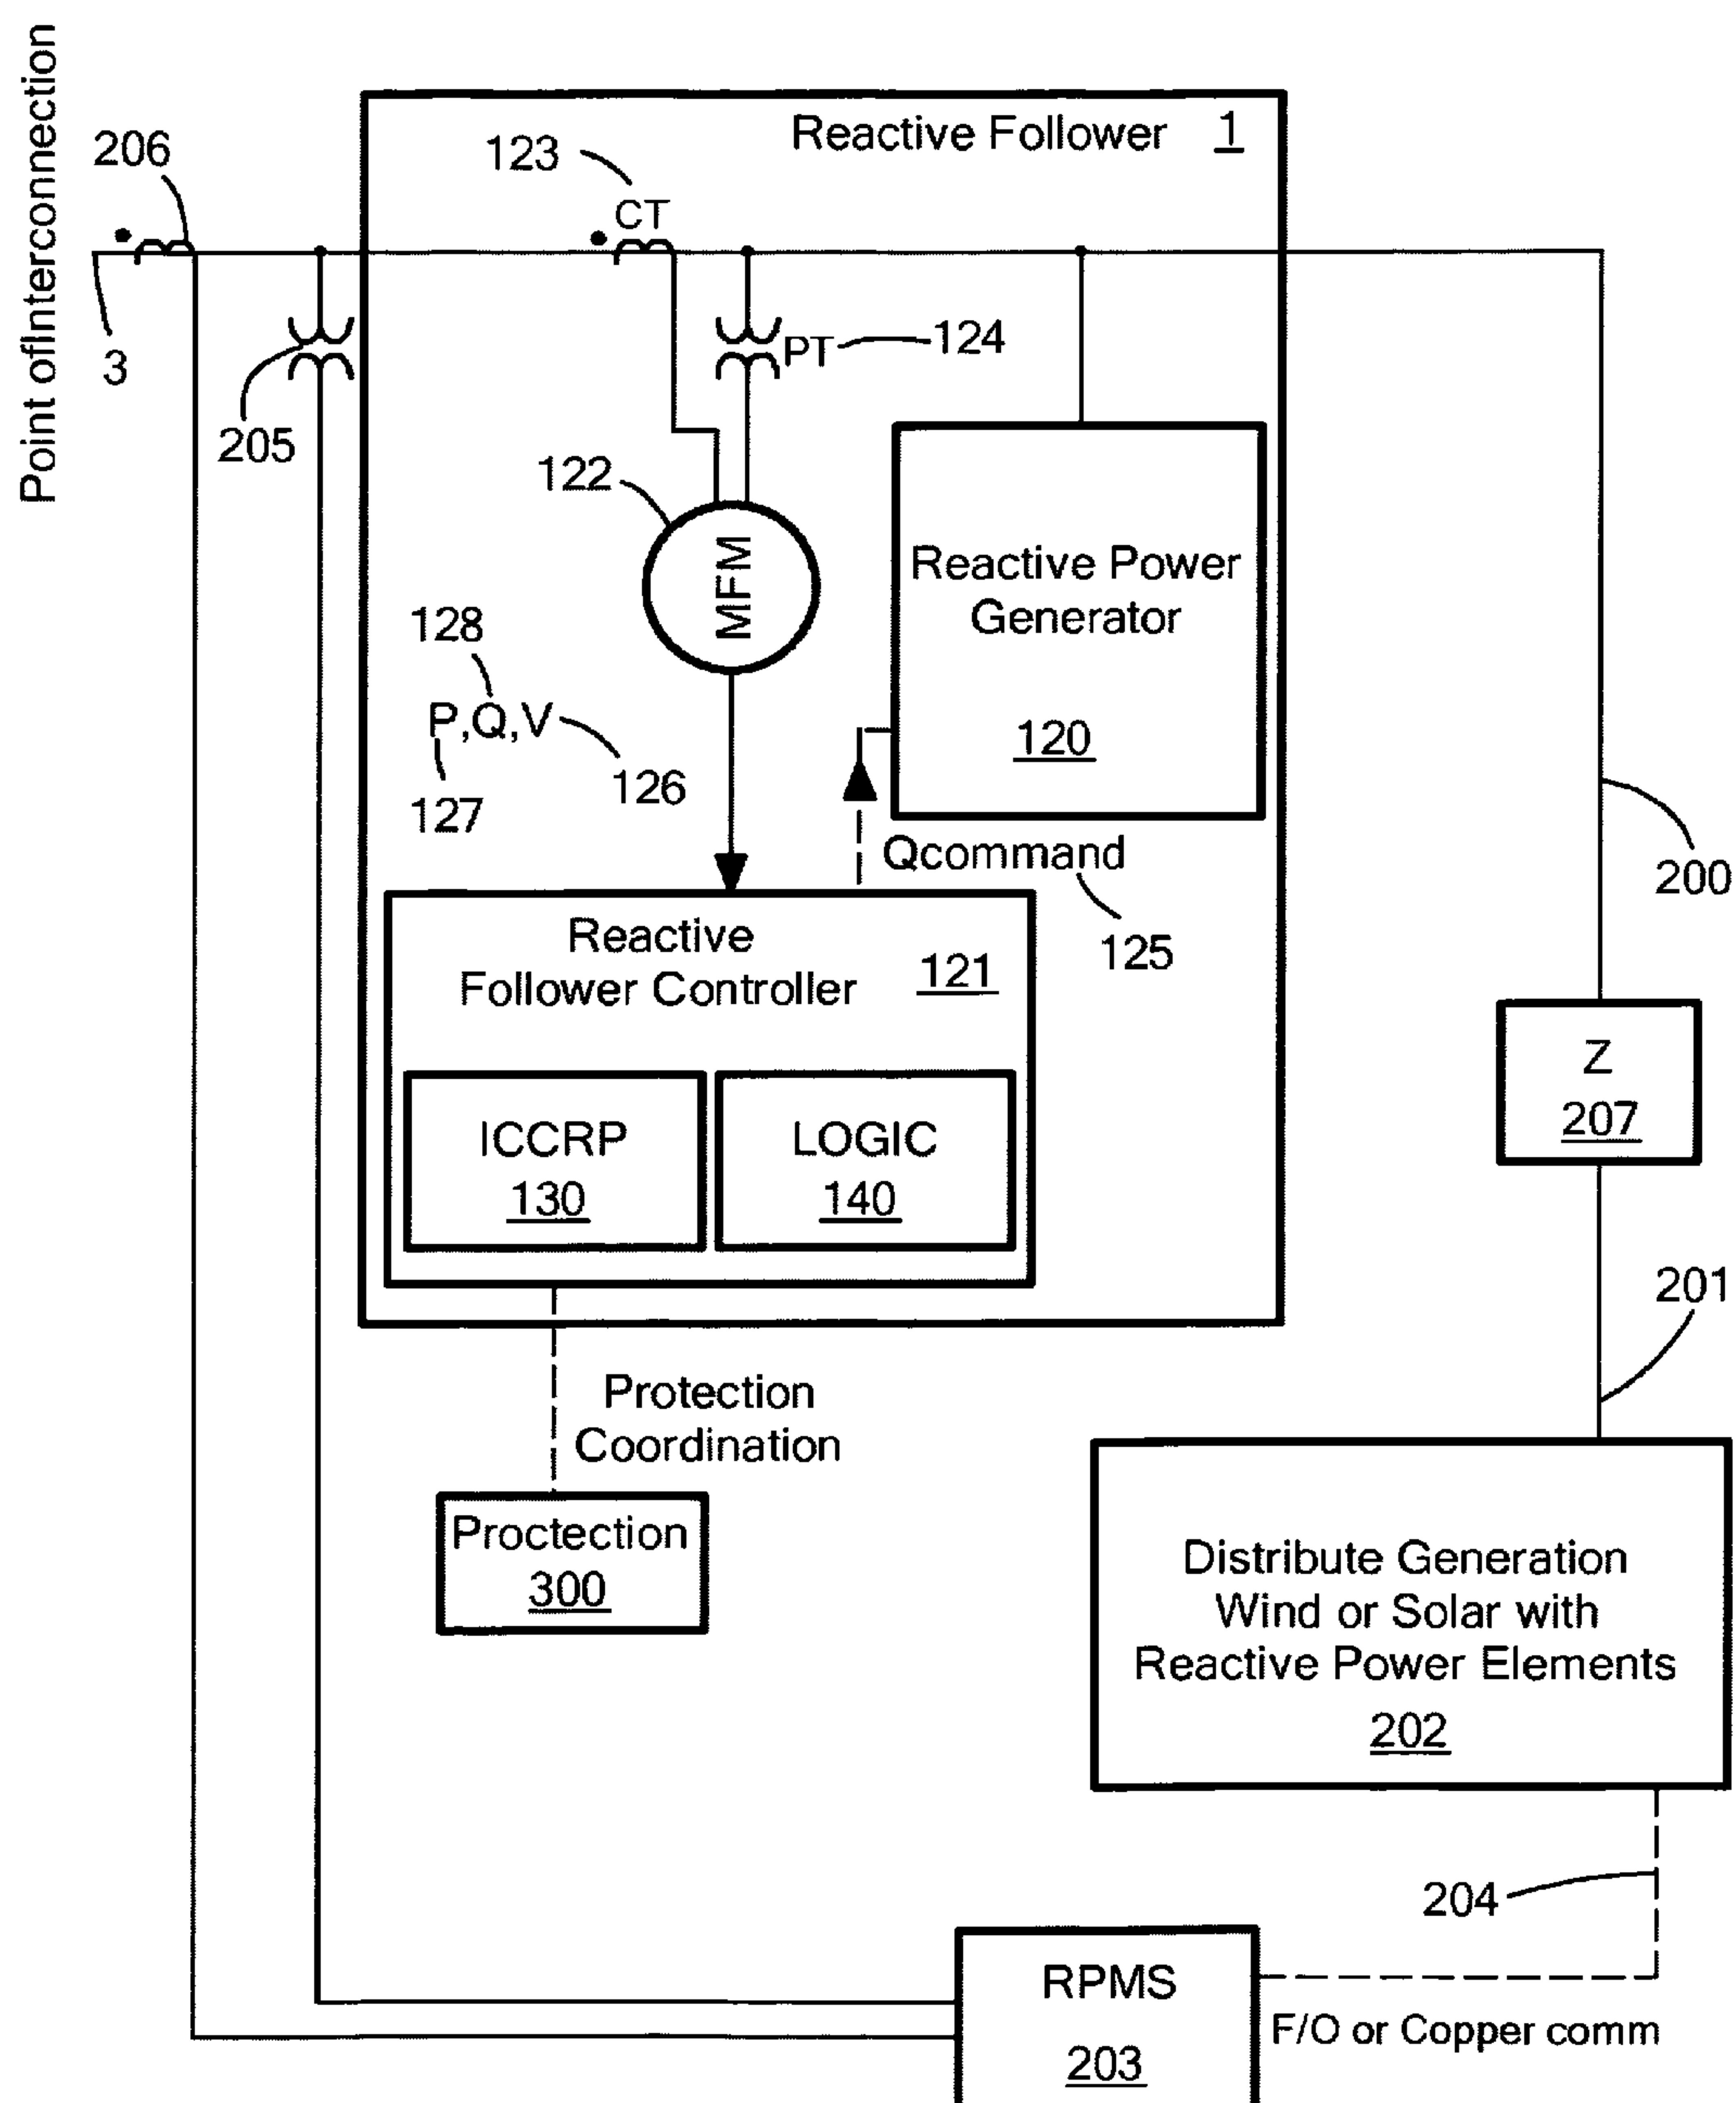 Point ofInterconnection
Reactive Follower 1
206
123
CT
3
205
PT
124
122
MFM
Reactive Power
Generator
120
128
P,Q,V
126
127
Qcommand
125
200
Reactive
Follower Controller
121
ICCRP
130
LOGIC
140
Z
207
201
Protection
Coordination
Proctection
300
Distribute Generation
Wind or Solar with
Reactive Power Elements
202
204
RPMS
203
F/O or Copper comm